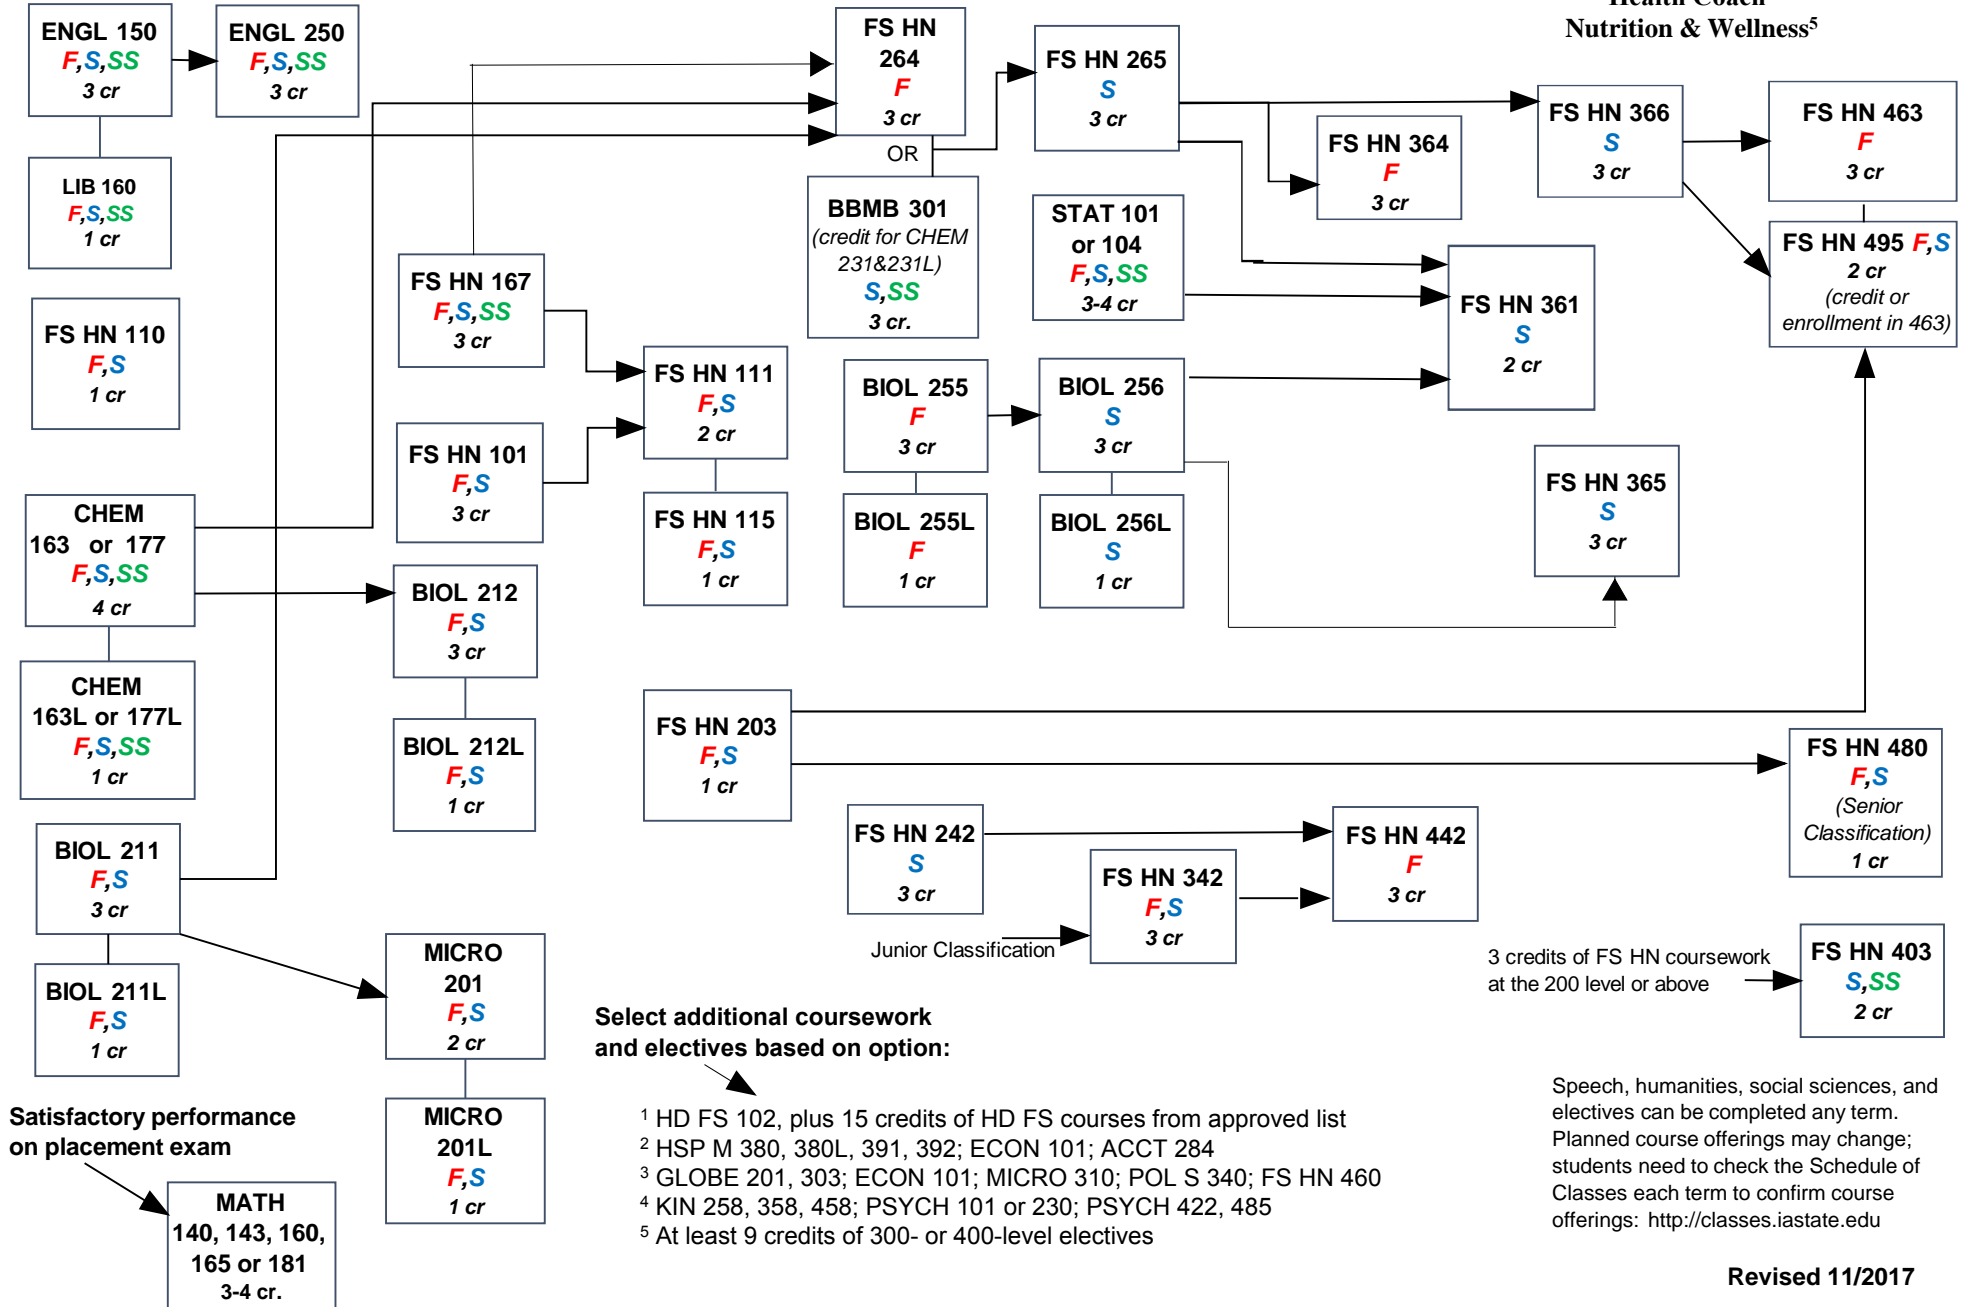 Health Coach
Nutrition & Wellness⁵
ENGL 150
F,S,SS
3 cr
ENGL 250
F,S,SS
3 cr
LIB 160
F,S,SS
1 cr
FS HN 110
F,S
1 cr
CHEM
163 or 177
F,S,SS
4 cr
CHEM
163L or 177L
F,S,SS
1 cr
BIOL 211
F,S
3 cr
BIOL 211L
F,S
1 cr
Satisfactory performance
on placement exam
MATH
140, 143, 160,
165 or 181
3-4 cr.
FS HN 167
F,S,SS
3 cr
FS HN 101
F,S
3 cr
BIOL 212
F,S
3 cr
BIOL 212L
F,S
1 cr
MICRO
201
F,S
2 cr
MICRO
201L
F,S
1 cr
FS HN 111
F,S
2 cr
FS HN 115
F,S
1 cr
FS HN 203
F,S
1 cr
FS HN
264
F
3 cr
OR
BBMB 301
(credit for CHEM
231&231L)
S,SS
3 cr.
BIOL 255
F
3 cr
BIOL 255L
F
1 cr
FS HN 265
S
3 cr
STAT 101
or 104
F,S,SS
3-4 cr
BIOL 256
S
3 cr
BIOL 256L
S
1 cr
FS HN 242
S
3 cr
Junior Classification
FS HN 342
F,S
3 cr
FS HN 442
F
3 cr
FS HN 364
F
3 cr
FS HN 361
S
2 cr
FS HN 366
S
3 cr
FS HN 365
S
3 cr
FS HN 463
F
3 cr
FS HN 495 F,S
2 cr
(credit or
enrollment in 463)
FS HN 480
F,S
(Senior
Classification)
1 cr
3 credits of FS HN coursework
at the 200 level or above
FS HN 403
S,SS
2 cr
Select additional coursework
and electives based on option:
¹ HD FS 102, plus 15 credits of HD FS courses from approved list
² HSP M 380, 380L, 391, 392; ECON 101; ACCT 284
³ GLOBE 201, 303; ECON 101; MICRO 310; POL S 340; FS HN 460
⁴ KIN 258, 358, 458; PSYCH 101 or 230; PSYCH 422, 485
⁵ At least 9 credits of 300- or 400-level electives
Speech, humanities, social sciences, and
electives can be completed any term.
Planned course offerings may change;
students need to check the Schedule of
Classes each term to confirm course
offerings: http://classes.iastate.edu
Revised 11/2017